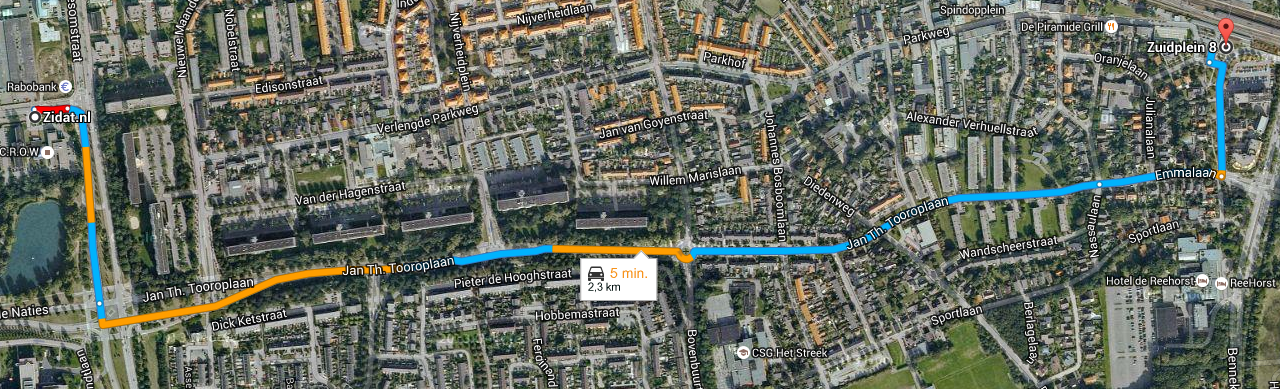 Spindopplein
Nijverheidlaan
De Piramide Grill
Parkweg
Zuidplein 8
Nobelstraat
Nijverheidplein
Parkhof
Oranjelaan
Rabobank
Edisonstraat
Zidat.nl
Verlengde Parkweg
Jan van Goyenstraat
Johannes Bosboomlaan
Alexander Verhuellstraat
Julianalaan
C.R.O.W
Van der Hagenstraat
Willem Marislaan
Diedenweg
Emmalaan
Nassaulaan
Jan Th. Tooroplaan
Sportlaan
Wandscheerstraat
Jan Th. Tooroplaan
5 min.
2,3 km
Pieter de Hooghstraat
Hotel de Reehorst
ReeHorst
Jan Th. Tooroplaan
Naties
Dick Ketstraat
Hobbemastraat
Sportlaan
CSG Het Streek